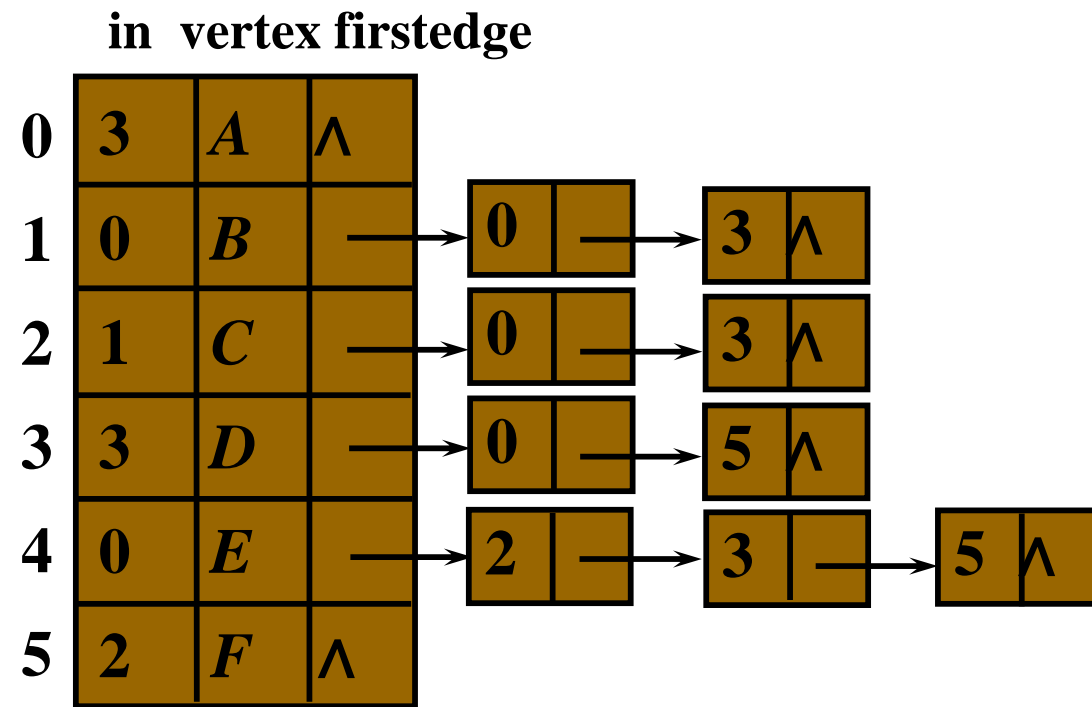 in vertex firstedge
0 3 A ∧
1 0 B 0 3 ∧
2 1 C 0 3 ∧
3 3 D 0 5 ∧
4 0 E 2 3 5 ∧
5 2 F ∧